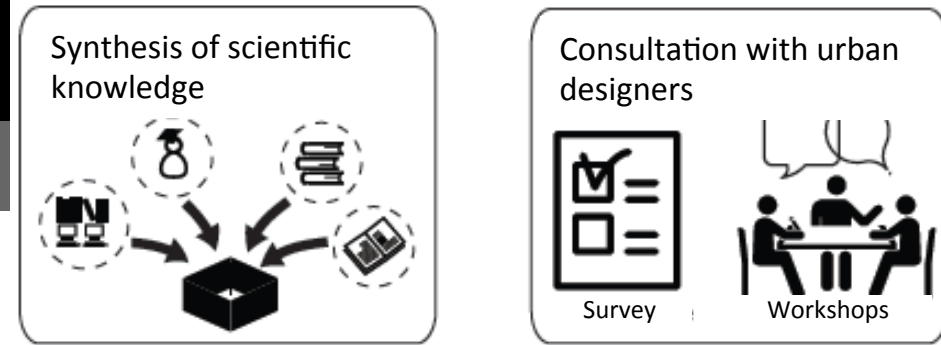 Synthesis of scientific
knowledge
Consultation with urban
designers
Survey
Workshops